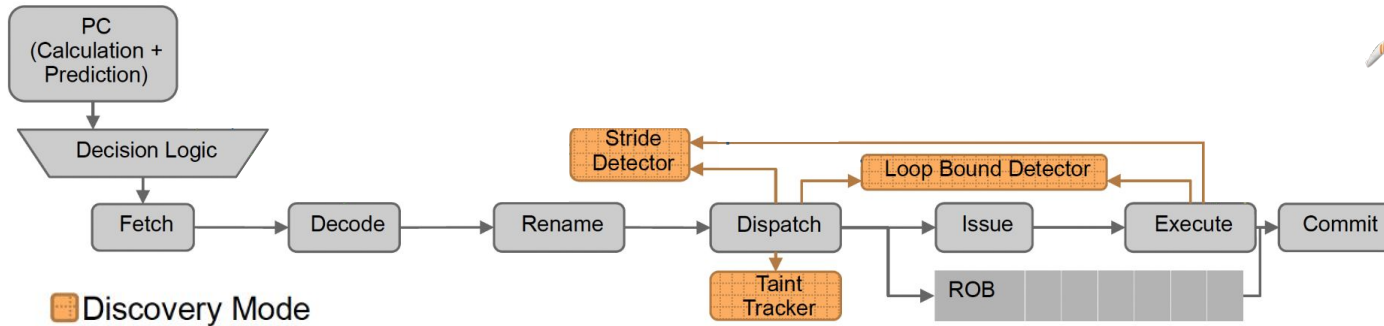 PC
(Calculation +
Prediction)
Decision Logic
Stride
Detector
Loop Bound Detector
Fetch
Decode
Rename
Dispatch
Issue
Execute
Commit
Taint
Tracker
ROB
Discovery Mode